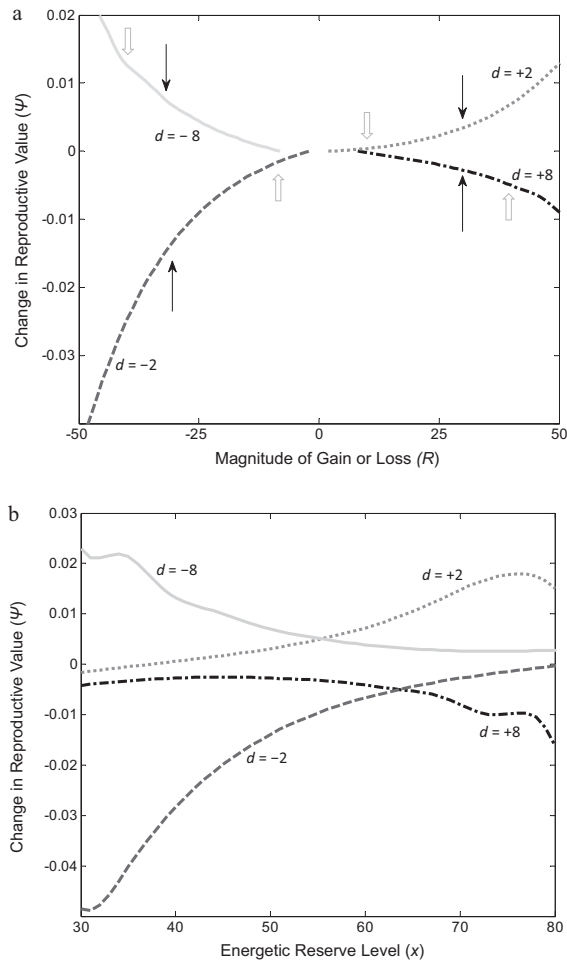 a
Change in Reproductive Value (Ψ)
0.02
0.01
0
-0.01
-0.02
-0.03
d = - 8
d = +2
d = +8
d = -2
-50
-25
0
25
50
Magnitude of Gain or Loss (R)
b
Change in Reproductive Value (Ψ)
0.03
0.02
0.01
0
-0.01
-0.02
-0.03
-0.04
d = -8
d = +2
d = -2
d = +8
30
40
50
60
70
80
Energetic Reserve Level (x)